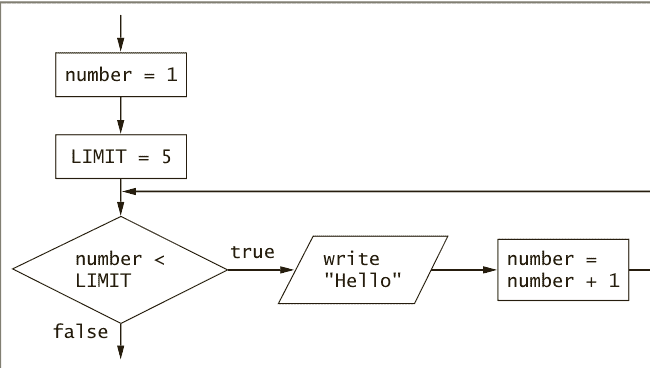 number = 1
LIMIT = 5
number <
LIMIT
true
write
"Hello"
number =
number + 1
false